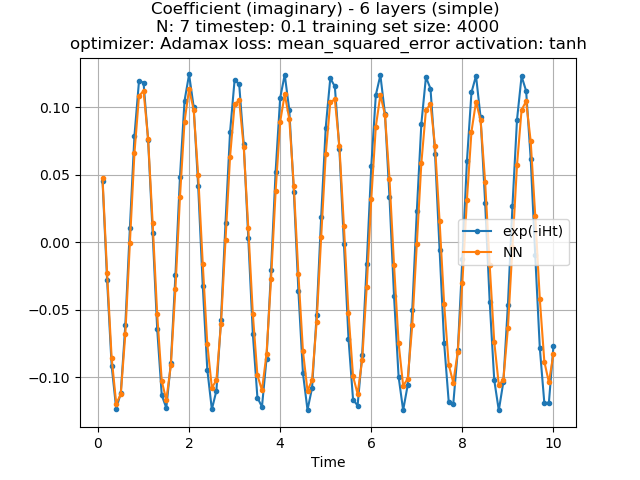 Coefficient (imaginary) - 6 layers (simple)
N: 7 timestep: 0.1 training set size: 4000
optimizer: Adamax loss: mean_squared_error activation: tanh
0.10
0.05
0.00
−0.05
−0.10
exp(-iHt)
NN
0 2 4 6 8 10
Time